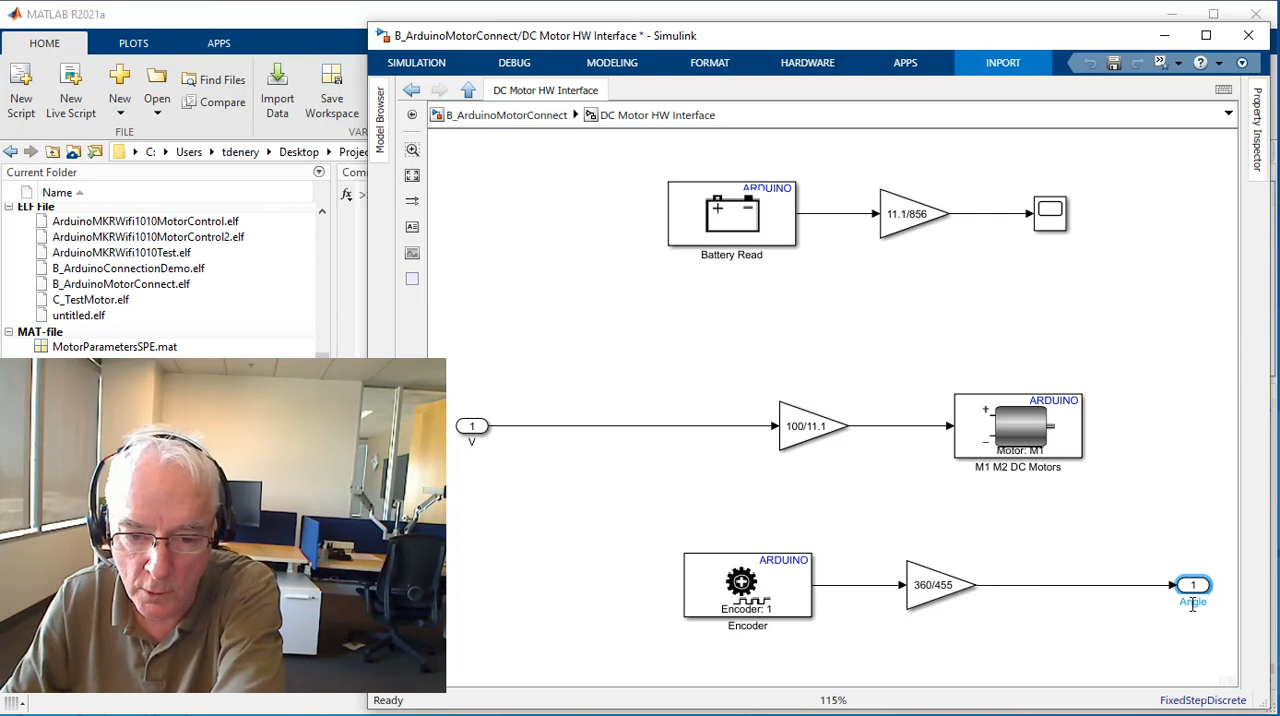 MATLAB R2021a
HOME
PLOTS
APPS
New
Script
New
Live Script
New
Open
Find Files
Compare
Import
Data
Save
Workspace
FILE
VAR
C:
Users
tdenery
Desktop
Projec
Current Folder
Com
Name
fx >
ELF File
ArduinoMKRWifi1010MotorControl.elf
ArduinoMKRWifi1010MotorControl2.elf
ArduinoMKRWifi1010Test.elf
B_ArduinoConnectionDemo.elf
B_ArduinoMotorConnect.elf
C_TestMotor.elf
untitled.elf
MAT-file
MotorParametersSPE.mat
B_ArduinoMotorConnect/DC Motor HW Interface * - Simulink
SIMULATION
DEBUG
MODELING
FORMAT
HARDWARE
APPS
INPORT
DC Motor HW Interface
Model Browser
B_ArduinoMotorConnect
DC Motor HW Interface
Property Inspector
ARDUINO
+ −
Battery Read
11.1/856
1
V
100/11.1
ARDUINO
+
−
Motor: M1
M1 M2 DC Motors
ARDUINO
Encoder: 1
Encoder
360/455
1
Angle
Ready
115%
FixedStepDiscrete